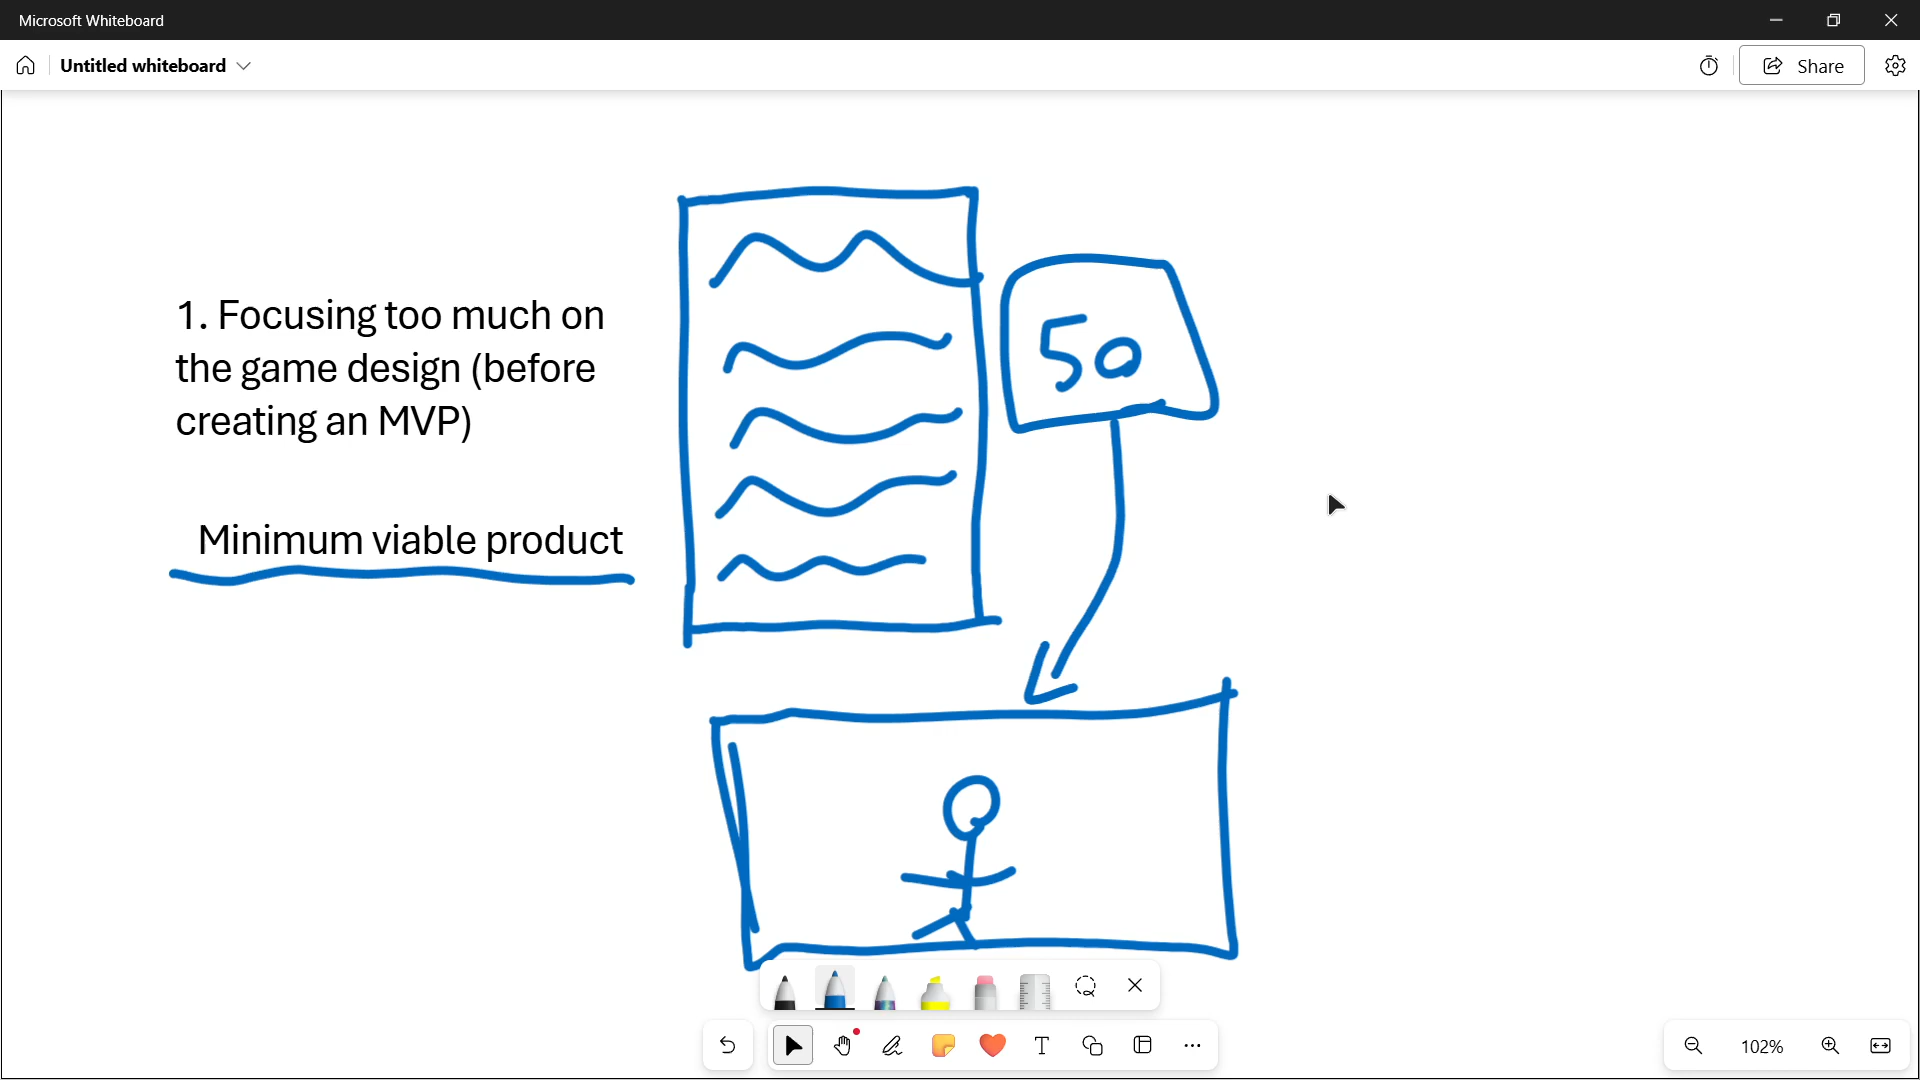 Microsoft Whiteboard
Untitled whiteboard
Share
1. Focusing too much on
the game design (before
creating an MVP)
Minimum viable product
50
102%